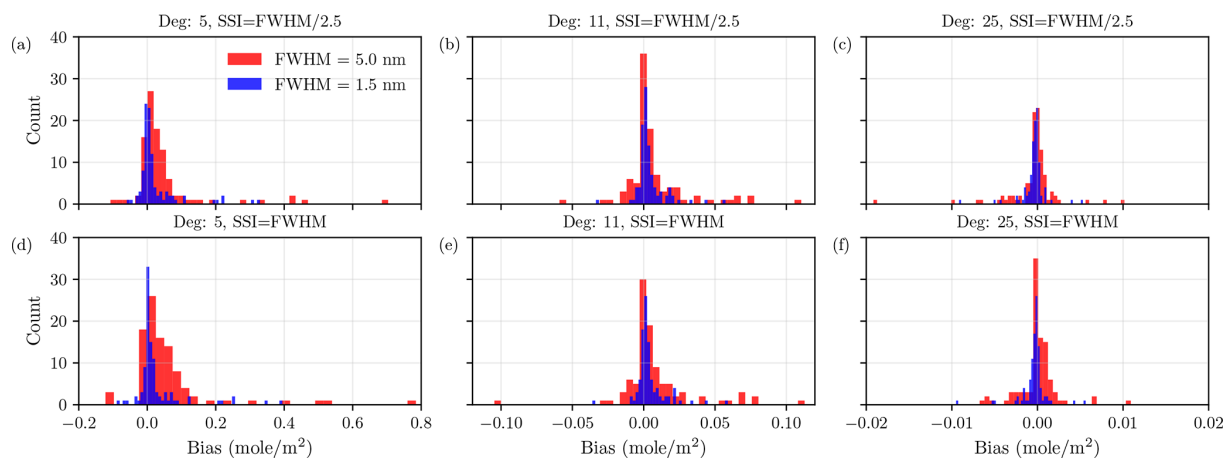 Deg: 5, SSI=FWHM/2.5
Deg: 11, SSI=FWHM/2.5
Deg: 25, SSI=FWHM/2.5
(a)
(b)
(c)
FWHM = 5.0 nm
FWHM = 1.5 nm
40
30
20
10
0
Count
Deg: 5, SSI=FWHM
Deg: 11, SSI=FWHM
Deg: 25, SSI=FWHM
(d)
(e)
(f)
40
30
20
10
0
Count
−0.2 0.0 0.2 0.4 0.6 0.8
−0.10 −0.05 0.00 0.05 0.10
−0.02 −0.01 0.00 0.01 0.02
Bias (mole/m²)
Bias (mole/m²)
Bias (mole/m²)